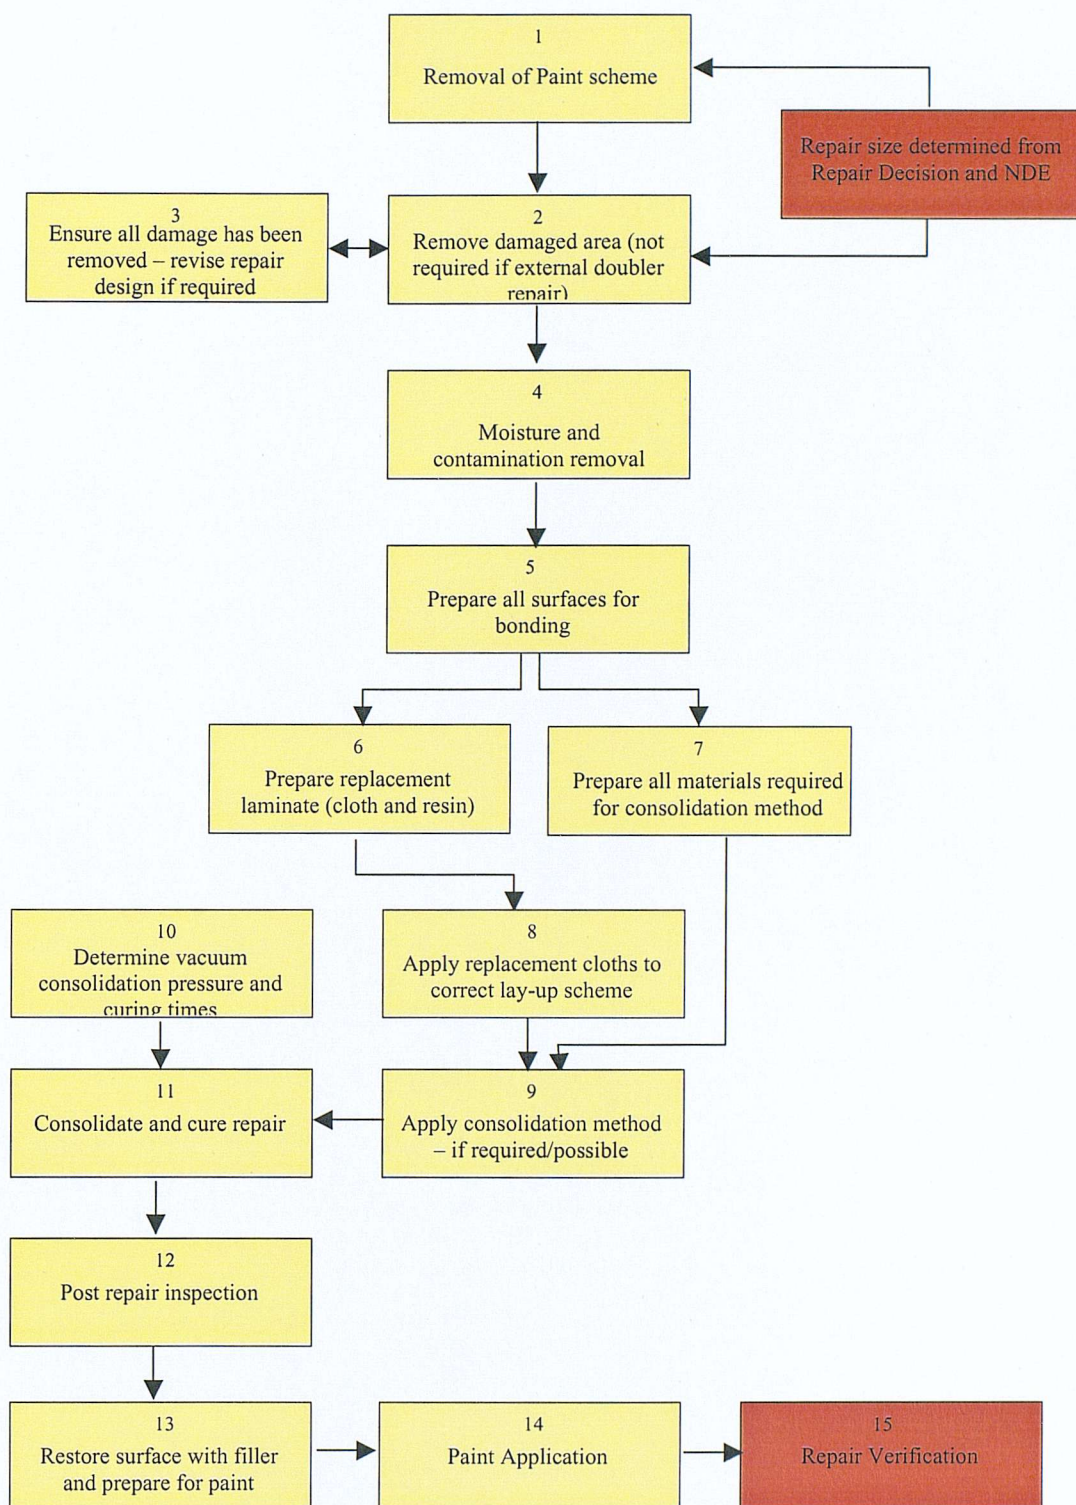 1
Removal of Paint scheme
Repair size determined from
Repair Decision and NDE
3
Ensure all damage has been
removed – revise repair
design if required
2
Remove damaged area (not
required if external doubler
repair)
4
Moisture and
contamination removal
5
Prepare all surfaces for
bonding
6
Prepare replacement
laminate (cloth and resin)
7
Prepare all materials required
for consolidation method
10
Determine vacuum
consolidation pressure and
curing times
8
Apply replacement cloths to
correct lay-up scheme
11
Consolidate and cure repair
9
Apply consolidation method
– if required/possible
12
Post repair inspection
13
Restore surface with filler
and prepare for paint
14
Paint Application
15
Repair Verification